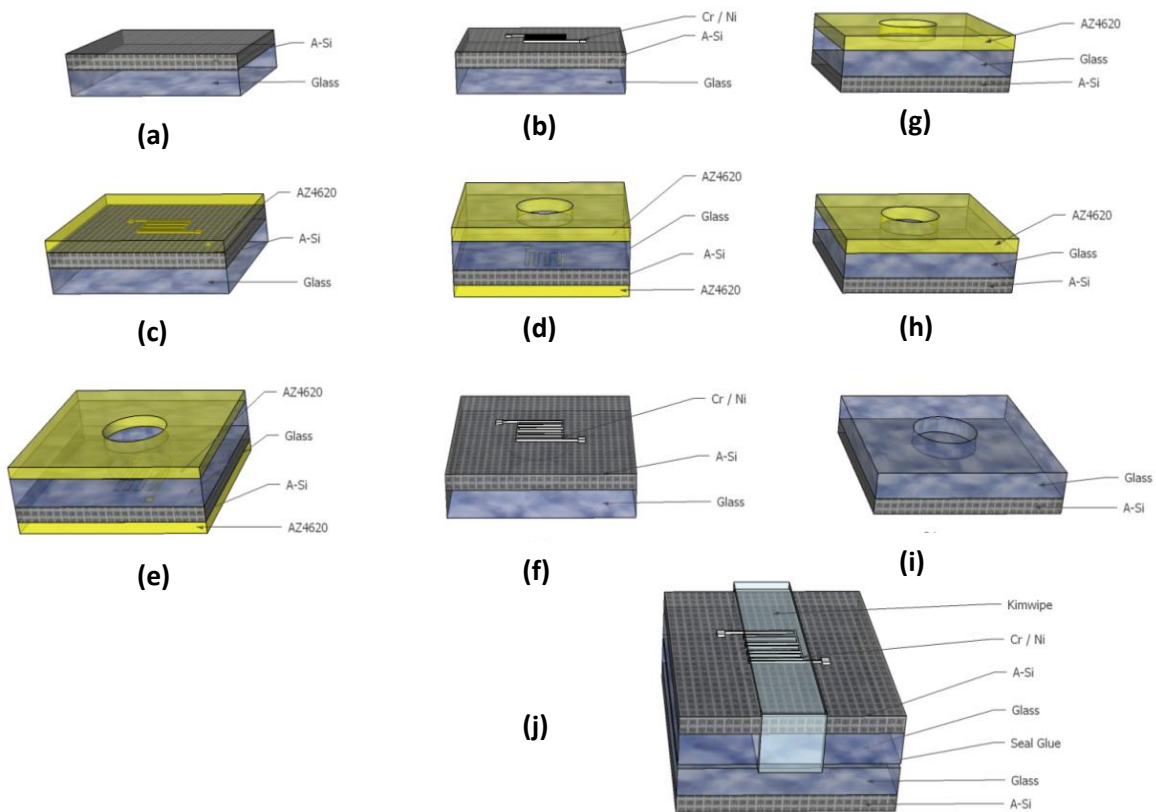 A-Si
Glass
(a)
Cr / Ni
A-Si
Glass
(b)
AZ4620
Glass
A-Si
(g)
AZ4620
A-Si
Glass
(c)
AZ4620
Glass
A-Si
AZ4620
(d)
AZ4620
Glass
A-Si
(h)
AZ4620
Glass
A-Si
AZ4620
(e)
Cr / Ni
A-Si
Glass
(f)
Glass
A-Si
(i)
Kimwipe
Cr / Ni
A-Si
Glass
Seal Glue
Glass
A-Si
(j)